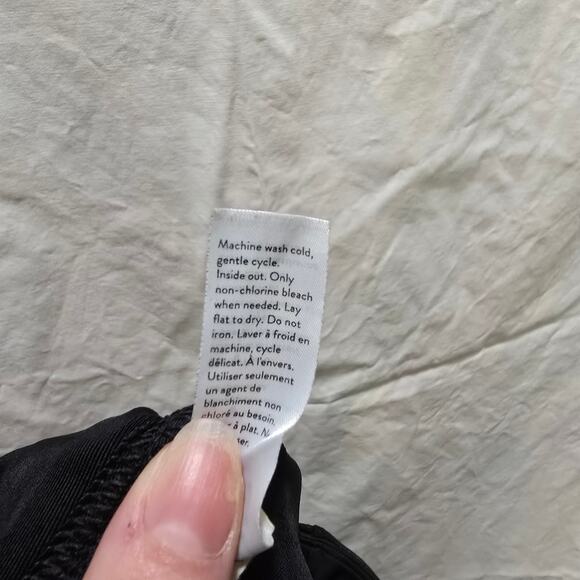 Machine wash cold,
gentle cycle.
Inside out. Only
non-chlorine bleach
when needed. Lay
flat to dry. Do not
iron. Laver à froid en
machine, cycle
délicat. À l'envers.
Utiliser seulement
un agent de
blanchiment non
chloré au besoin.
à plat.